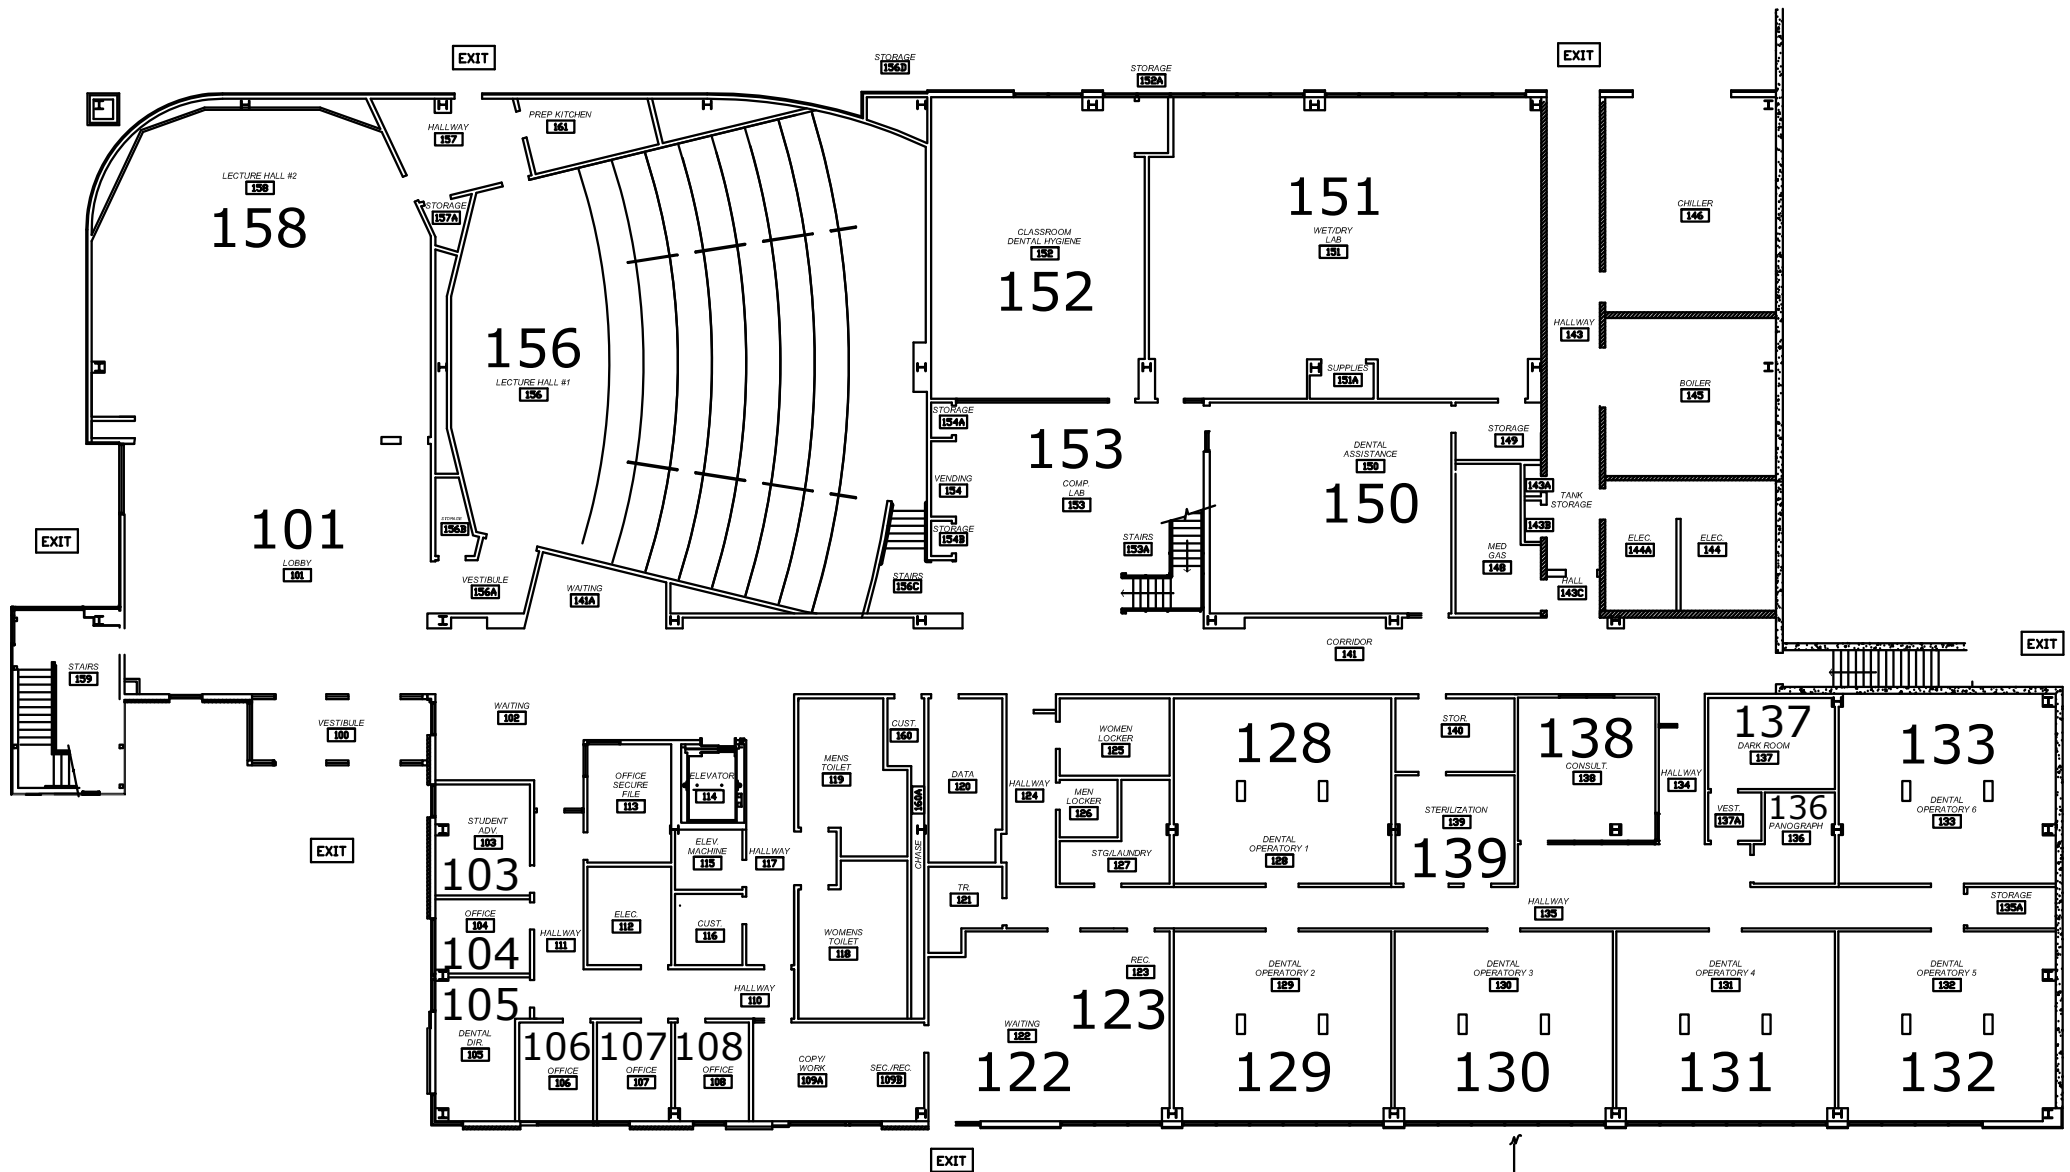 EXIT
STORAGE
156D
STORAGE
152A
EXIT
HALLWAY
157
PREP KITCHEN
161
LECTURE HALL #2
158
158
STORAGE
157A
151
WET/DRY
LAB
151
CHILLER
146
CLASSROOM
DENTAL HYGIENE
152
152
156
LECTURE HALL #1
156
HALLWAY
143
SUPPLIES
151A
BOILER
145
STORAGE
154A
153
COMP.
LAB
153
DENTAL
ASSISTANCE
150
150
STORAGE
149
VENDING
154
143A
TANK
STORAGE
143B
EXIT
101
LOBBY
101
STORAGE
156B
STORAGE
154B
STAIRS
153A
MED
GAS
148
ELEC.
144A
ELEC.
144
VESTIBULE
156A
WAITING
141A
STAIRS
156C
HALL
143C
CORRIDOR
141
EXIT
STAIRS
159
VESTIBULE
100
WAITING
102
OFFICE
SECURE
FILE
113
ELEVATOR
114
MENS
TOILET
119
CUST.
160
160A
CHASE
DATA
120
HALLWAY
124
WOMEN
LOCKER
125
MEN
LOCKER
126
STG/LAUNDRY
127
128
DENTAL
OPERATORY 1
128
STOR.
140
STERILIZATION
139
139
138
CONSULT.
138
HALLWAY
134
137
DARK ROOM
137
VEST.
137A
136
PANOGRAPH
136
133
DENTAL
OPERATORY 6
133
EXIT
STUDENT
ADV.
103
103
ELEV.
MACHINE
115
HALLWAY
117
OFFICE
104
104
HALLWAY
111
ELEC.
112
CUST.
116
WOMENS
TOILET
118
TR.
121
HALLWAY
135
STORAGE
135A
105
DENTAL
DIR.
105
HALLWAY
110
106
OFFICE
106
107
OFFICE
107
108
OFFICE
108
COPY/
WORK
109A
SEC./REC.
109B
REC.
123
123
WAITING
122
122
DENTAL
OPERATORY 2
129
129
DENTAL
OPERATORY 3
130
130
DENTAL
OPERATORY 4
131
131
DENTAL
OPERATORY 5
132
132
EXIT